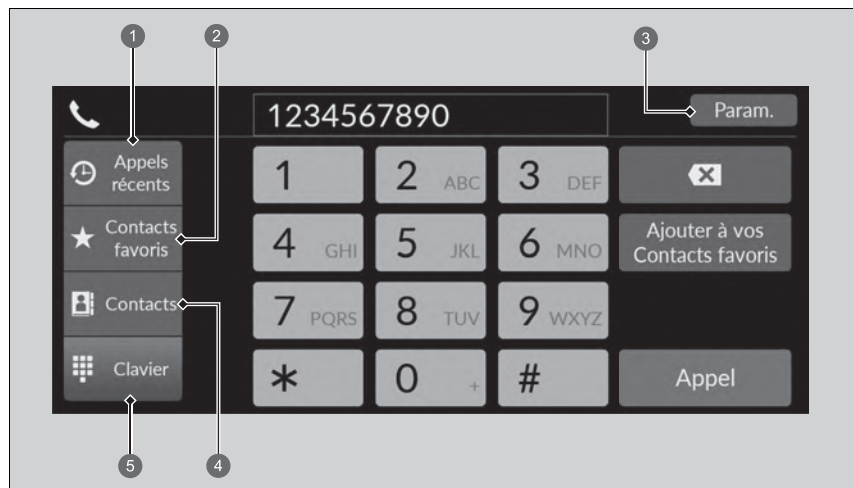 1
2
3
1234567890
Param.
Appels
récents
Contacts
favoris
Contacts
Clavier
1
2 ABC
3 DEF
4 GHI
5 JKL
6 MNO
Ajouter à vos
Contacts favoris
7 PQRS
8 TUV
9 WXYZ
*
0 +
#
Appel
5
4